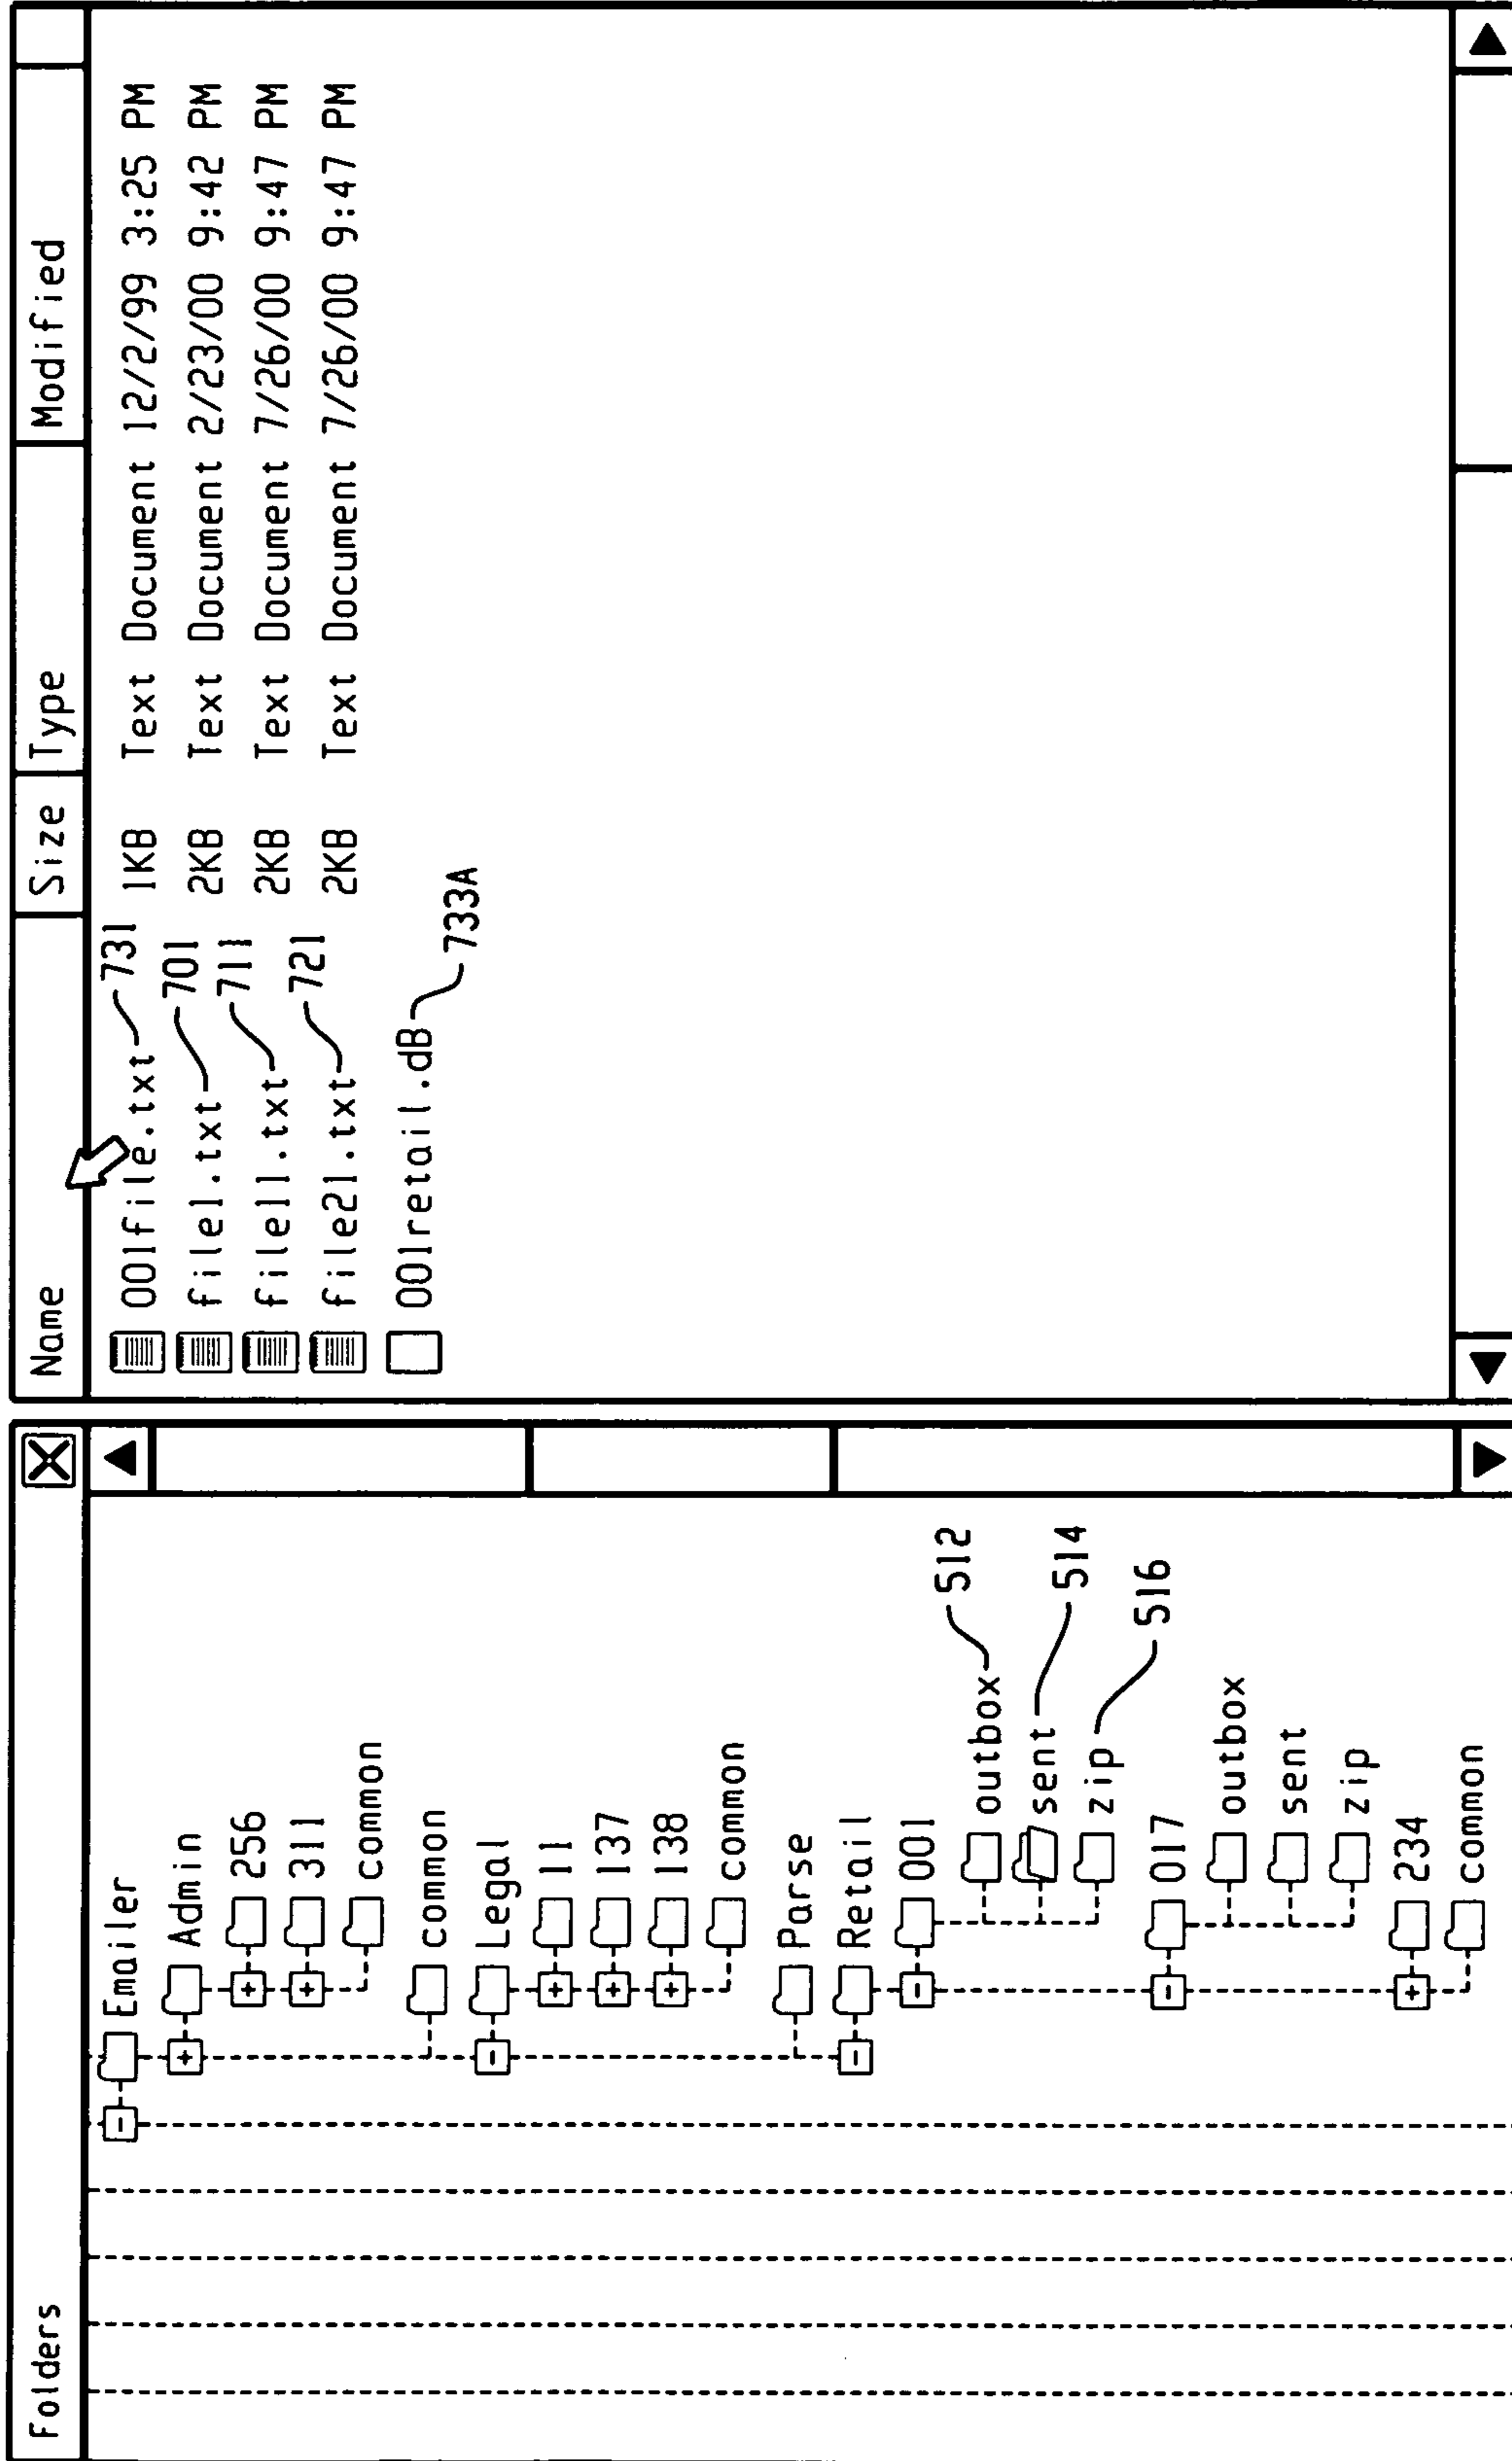 Folders
Emailer
Admin
256
311
common
common
Legal
11
137
138
common
Parse
Retail
001
outbox 512
sent 514
zip 516
017
outbox
sent
zip
234
common
Name Size Type Modified
001file.txt 731 1KB Text Document 12/2/99 3:25 PM
file1.txt 701 2KB Text Document 2/23/00 9:42 PM
file11.txt 711 2KB Text Document 7/26/00 9:47 PM
file21.txt 721 2KB Text Document 7/26/00 9:47 PM
001retail.dB 733A